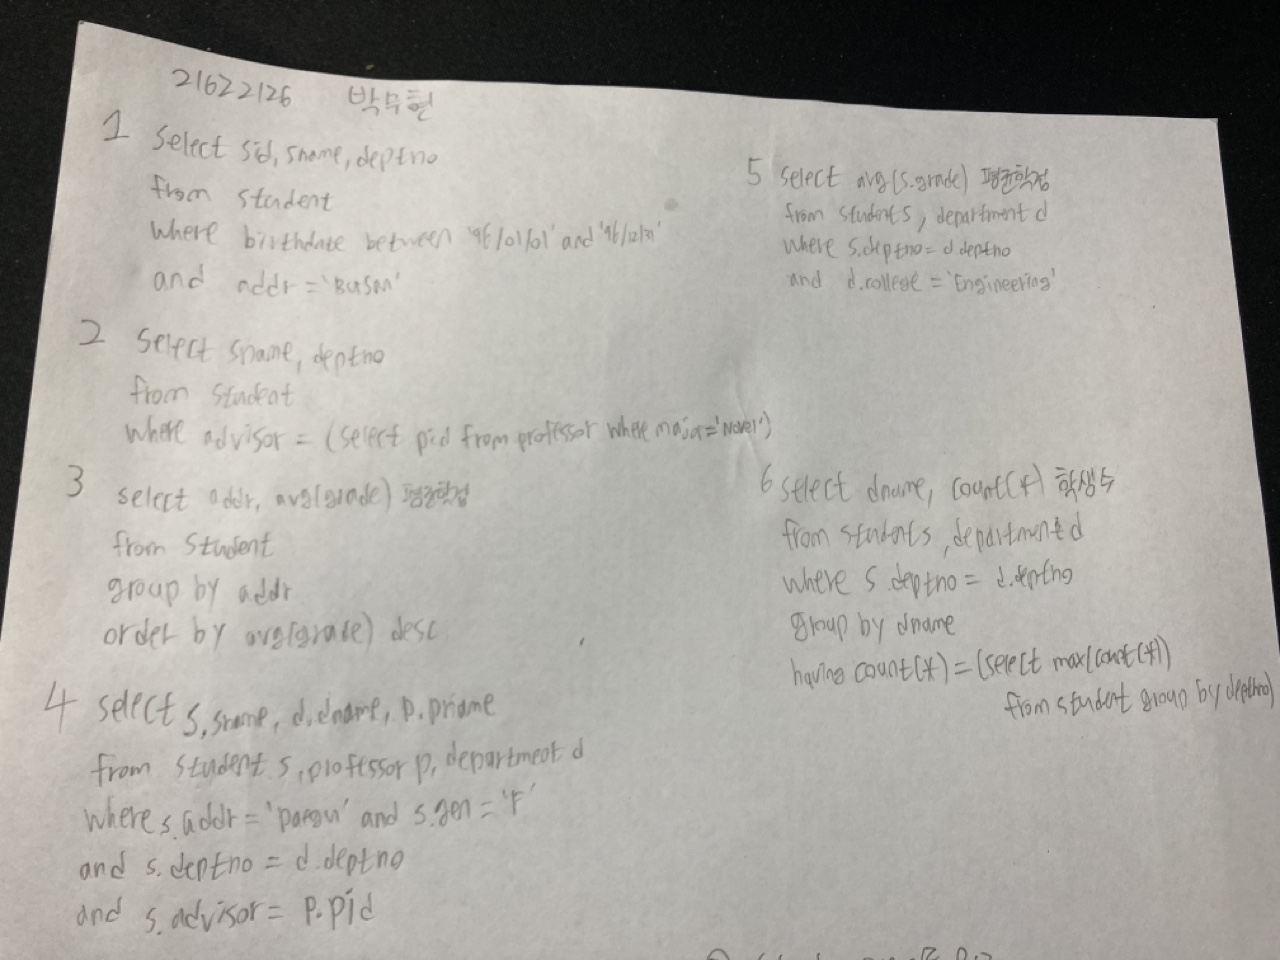 21622126 박무현
1 select sid, sname, deptno
from student
where birthdate between '96/01/01' and '96/12/31'
and addr = 'Busan'
2 select sname, deptno
from student
where advisor = (select pid from professor where major='Novel')
3 select addr, avg(grade) 평균학점
from student
group by addr
order by avg(grade) desc
4 select s.sname, d.dname, p.pname
from student s, professor p, department d
where s.addr = 'Daegu' and s.gen = 'F'
and s.deptno = d.deptno
and s.advisor = p.pid
5 select avg(s.grade) 평균학점
from student s, department d
where s.deptno = d.deptno
and d.college = 'Engineering'
6 select dname, count(*) 학생수
from student s, department d
where s.deptno = d.deptno
group by dname
having count(*) = (select max(count(*))
from student group by deptno)